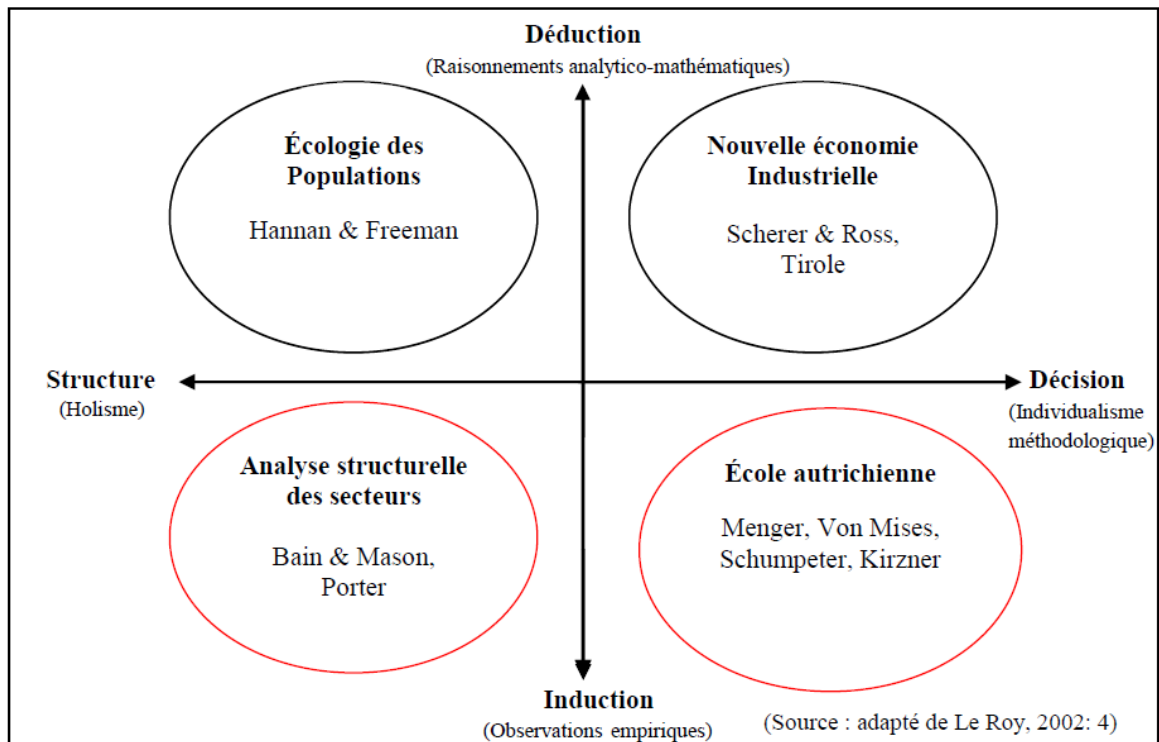 Déduction
(Raisonnements analytico-mathématiques)
Écologie des
Populations
Hannan & Freeman
Nouvelle économie
Industrielle
Scherer & Ross,
Tirole
Structure
(Holisme)
Décision
(Individualisme
méthodologique)
Analyse structurelle
des secteurs
Bain & Mason,
Porter
École autrichienne
Menger, Von Mises,
Schumpeter, Kirzner
Induction
(Observations empiriques)
(Source : adapté de Le Roy, 2002: 4)